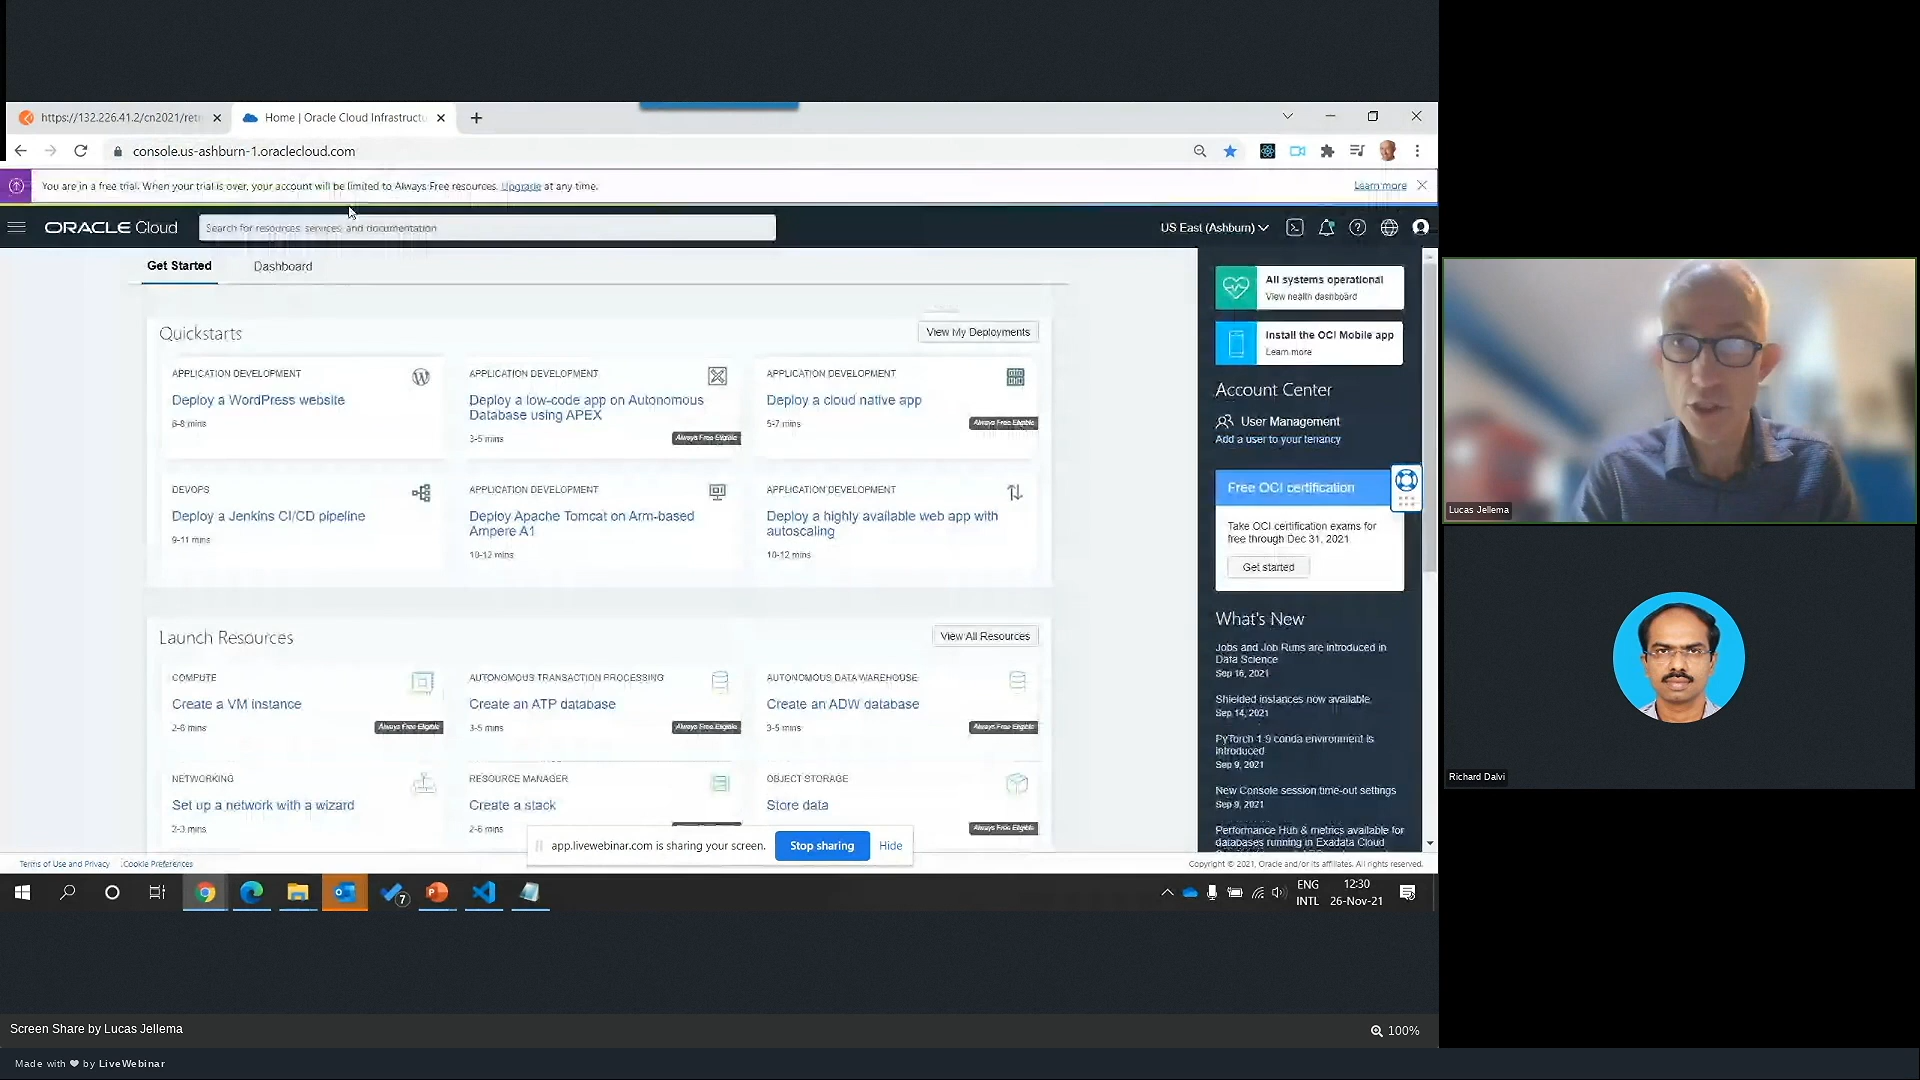 https://132.226.41.2/cn2021/ret
Home | Oracle Cloud Infrastructu
console.us-ashburn-1.oraclecloud.com
You are in a free trial. When your trial is over, your account will be limited to Always Free resources. Upgrade at any time.
Learn more
ORACLE Cloud
Search for resources, services, and documentation
US East (Ashburn)
Get Started
Dashboard
Quickstarts
View My Deployments
APPLICATION DEVELOPMENT
Deploy a WordPress website
6-8 mins
APPLICATION DEVELOPMENT
Deploy a low-code app on Autonomous
Database using APEX
3-5 mins
Always Free Eligible
APPLICATION DEVELOPMENT
Deploy a cloud native app
5-7 mins
Always Free Eligible
DEVOPS
Deploy a Jenkins CI/CD pipeline
9-11 mins
APPLICATION DEVELOPMENT
Deploy Apache Tomcat on Arm-based
Ampere A1
10-12 mins
APPLICATION DEVELOPMENT
Deploy a highly available web app with
autoscaling
10-12 mins
Launch Resources
View All Resources
COMPUTE
Create a VM instance
2-6 mins
Always Free Eligible
AUTONOMOUS TRANSACTION PROCESSING
Create an ATP database
3-5 mins
Always Free Eligible
AUTONOMOUS DATA WAREHOUSE
Create an ADW database
3-5 mins
Always Free Eligible
NETWORKING
Set up a network with a wizard
2-3 mins
RESOURCE MANAGER
Create a stack
2-6 mins
OBJECT STORAGE
Store data
Always Free Eligible
All systems operational
View health dashboard
Install the OCI Mobile app
Learn more
Account Center
User Management
Add a user to your tenancy
Free OCI certification
Take OCI certification exams for
free through Dec 31, 2021
Get started
What's New
Jobs and Job Runs are introduced in
Data Science
Sep 16, 2021
Shielded instances now available
Sep 14, 2021
PyTorch 1.9 conda environment is
introduced
Sep 9, 2021
New Console session time-out settings
Sep 9, 2021
Performance Hub & metrics available for
databases running in Exadata Cloud
app.livewebinar.com is sharing your screen.
Stop sharing
Hide
Terms of Use and Privacy
Cookie Preferences
Copyright © 2021, Oracle and/or its affiliates. All rights reserved.
7
ENG
INTL
12:30
26-Nov-21
Lucas Jellema
Richard Dalvi
Screen Share by Lucas Jellema
100%
Made with ❤ by LiveWebinar